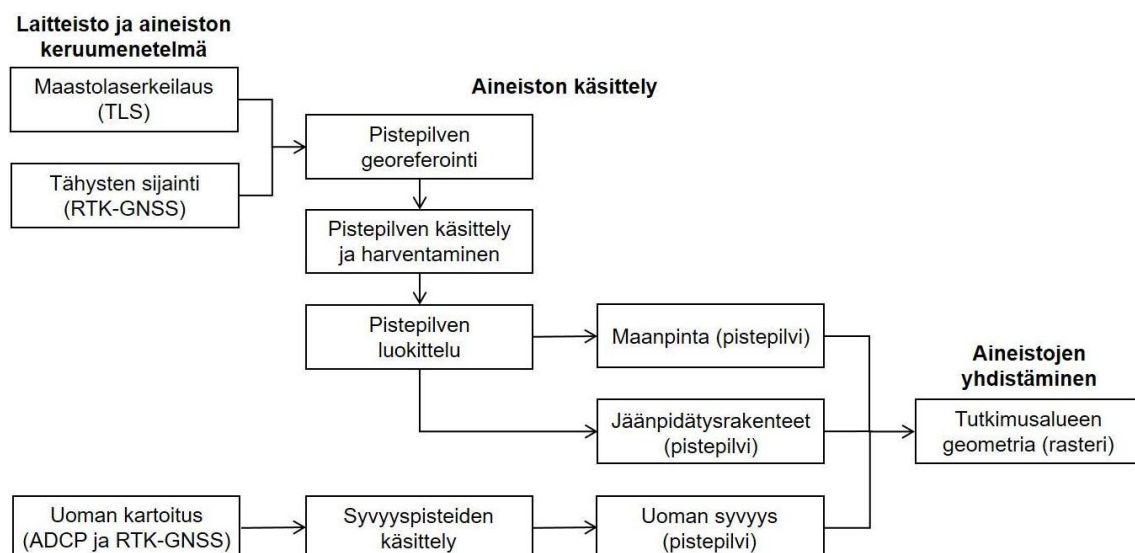 Laitteisto ja aineiston
keruumenetelmä
Maastolaserkeilaus
(TLS)
Tähysten sijainti
(RTK-GNSS)
Aineiston käsittely
Pistepilven
georeferointi
Pistepilven käsittely
ja harventaminen
Pistepilven
luokittelu
Maanpinta (pistepilvi)
Jäänpidätysrakenteet
(pistepilvi)
Aineistojen
yhdistäminen
Tutkimusalueen
geometria (rasteri)
Uoman kartoitus
(ADCP ja RTK-GNSS)
Syvyyspisteiden
käsittely
Uoman syvyys
(pistepilvi)